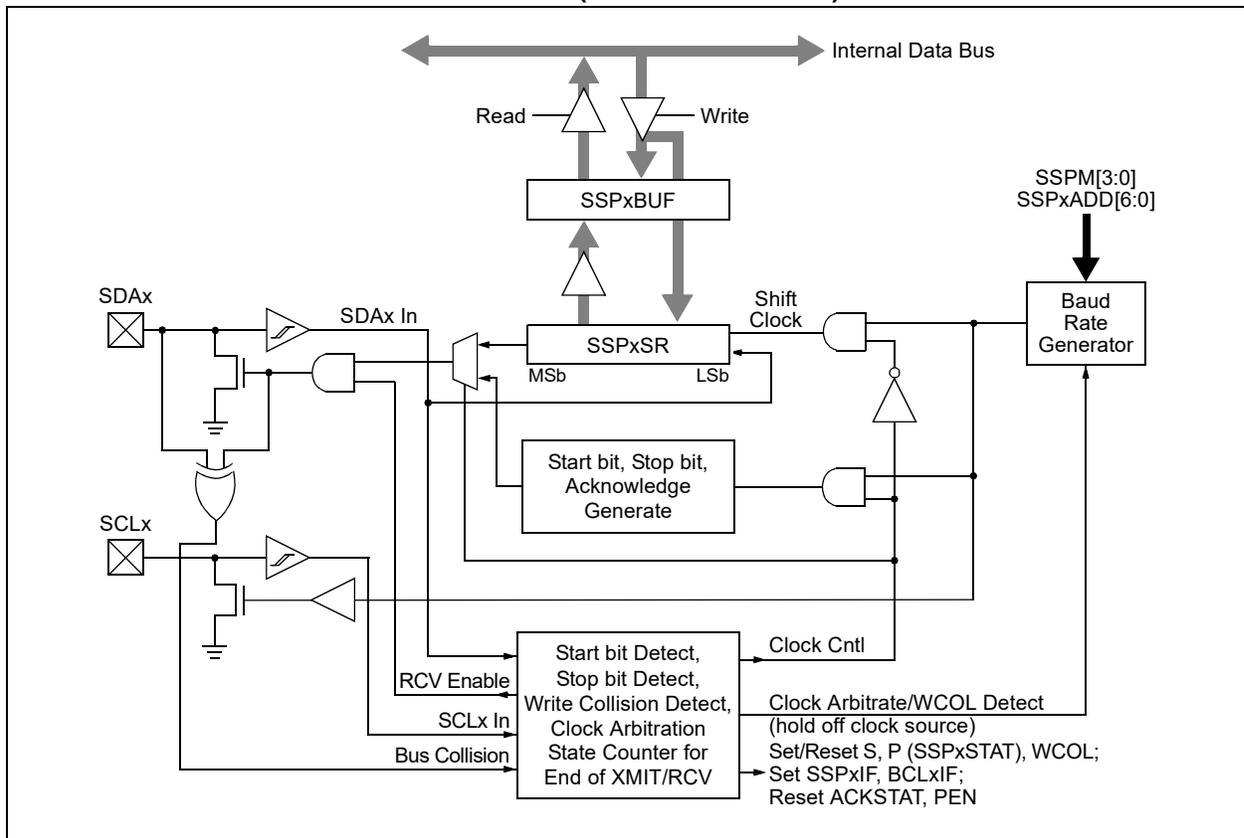 Internal Data Bus
Read
Write
SSPxBUF
SSPM[3:0]
SSPxADD[6:0]
SDAx
SDAx In
Shift
Clock
Baud
Rate
Generator
SSPxSR
MSb
LSb
Start bit, Stop bit,
Acknowledge
Generate
SCLx
Start bit Detect,
Stop bit Detect,
Write Collision Detect,
Clock Arbitration
State Counter for
End of XMIT/RCV
RCV Enable
SCLx In
Bus Collision
Clock Cntl
Clock Arbitrate/WCOL Detect
(hold off clock source)
Set/Reset S, P (SSPxSTAT), WCOL;
Set SSPxIF, BCLxIF;
Reset ACKSTAT, PEN